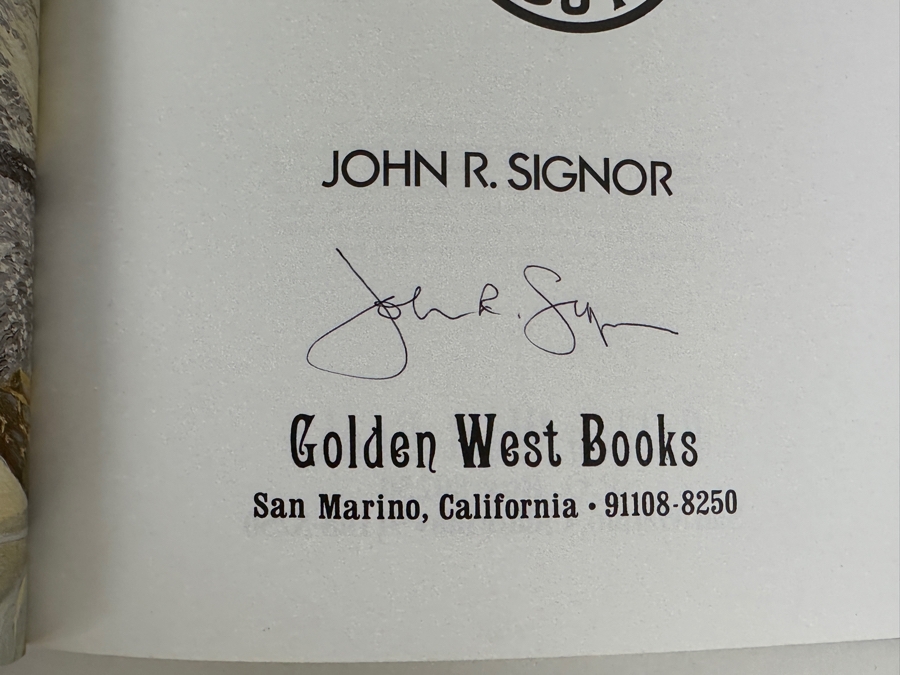 JOHN R. SIGNOR
John R. Signor
Golden West Books
San Marino, California • 91108-8250